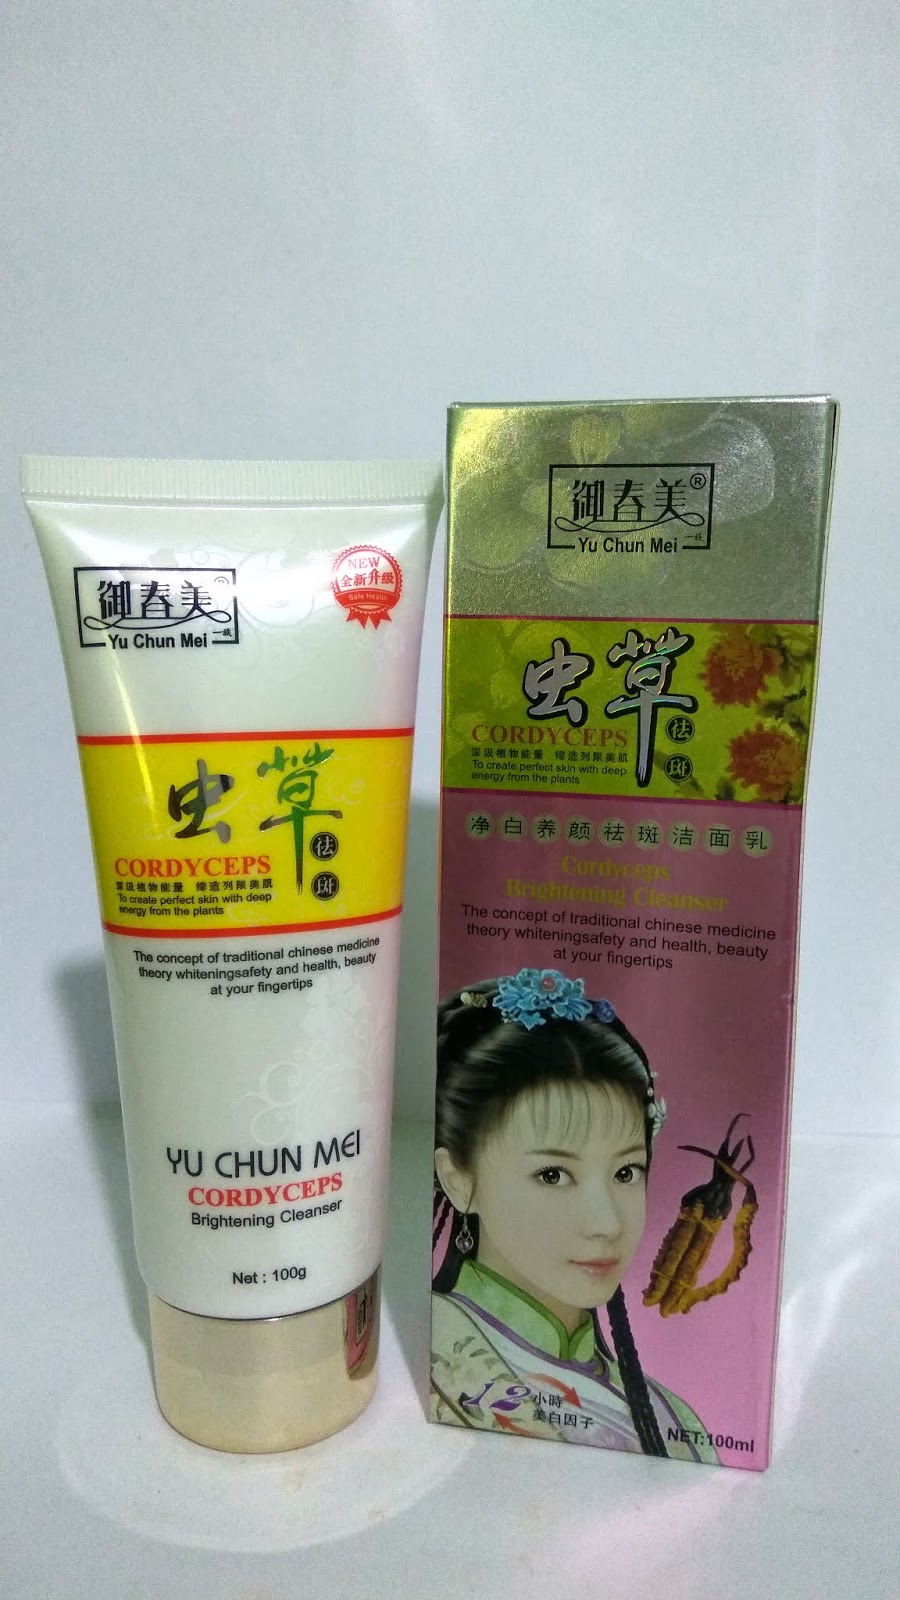 御春美®
一族
Yu Chun Mei
NEW
全新升级
Safe Health
虫草
祛斑
CORDYCEPS
深汲植物能量 缔造列限美肌
To create perfect skin with deep
energy from the plants
The concept of traditional chinese medicine
theory whiteningsafety and health, beauty
at your fingertips
YU CHUN MEI
CORDYCEPS
Brightening Cleanser
Net : 100g
御春美®
一族
Yu Chun Mei
虫草
祛斑
CORDYCEPS
深汲植物能量 缔造列限美肌
To create perfect skin with deep
energy from the plants
净白养颜祛斑洁面乳
Cordyceps
Brightening Cleanser
The concept of traditional chinese medicine
theory whiteningsafety and health, beauty
at your fingertips
12小時
美白因子
NET:100ml